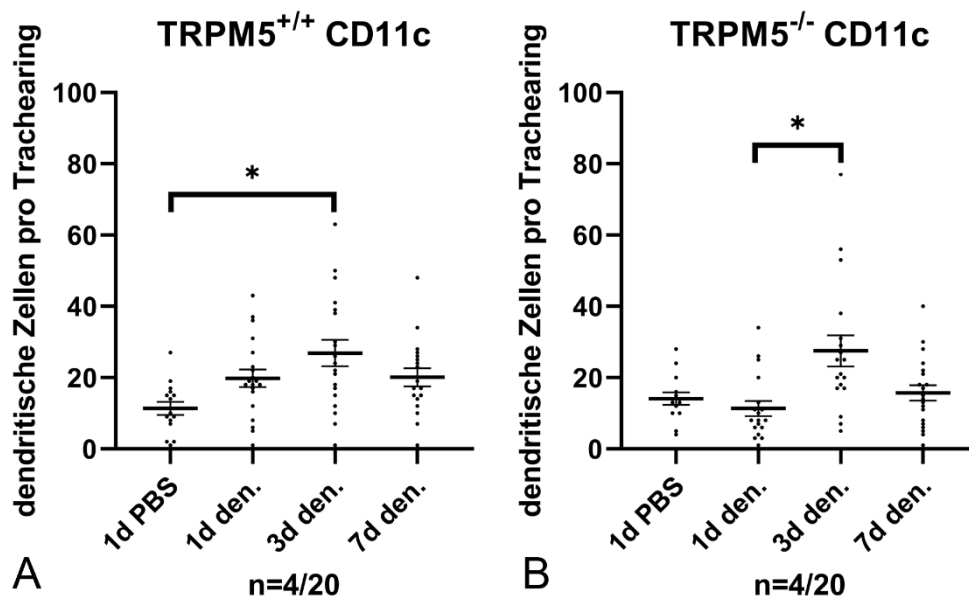 TRPM5+/+ CD11c
dendritische Zellen pro Trachearing
100
80
60
40
20
0
*
1d PBS
1d den.
3d den.
7d den.
A
n=4/20
TRPM5-/- CD11c
dendritische Zellen pro Trachearing
100
80
60
40
20
0
*
1d PBS
1d den.
3d den.
7d den.
B
n=4/20